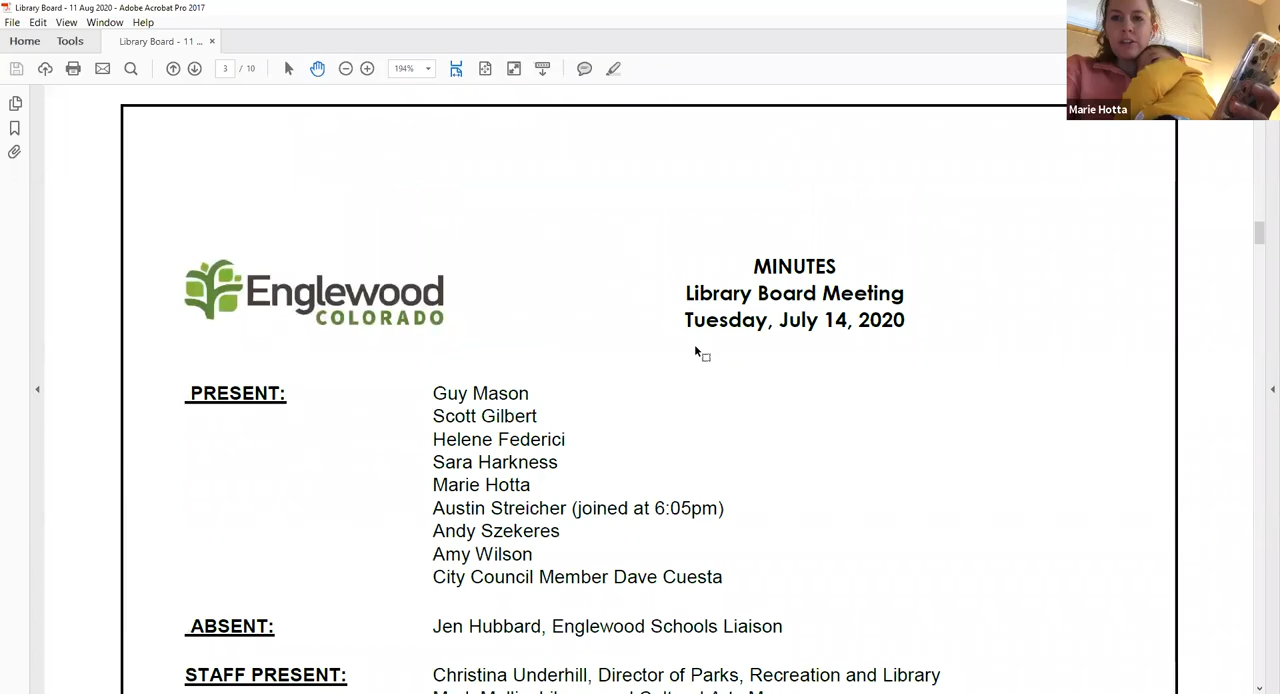 Library Board - 11 Aug 2020 - Adobe Acrobat Pro 2017
File Edit View Window Help
Home Tools Library Board - 11 ... ×
3 / 10 194%
Marie Hotta
Englewood
COLORADO
MINUTES
Library Board Meeting
Tuesday, July 14, 2020
PRESENT: Guy Mason
Scott Gilbert
Helene Federici
Sara Harkness
Marie Hotta
Austin Streicher (joined at 6:05pm)
Andy Szekeres
Amy Wilson
City Council Member Dave Cuesta
ABSENT: Jen Hubbard, Englewood Schools Liaison
STAFF PRESENT: Christina Underhill, Director of Parks, Recreation and Library